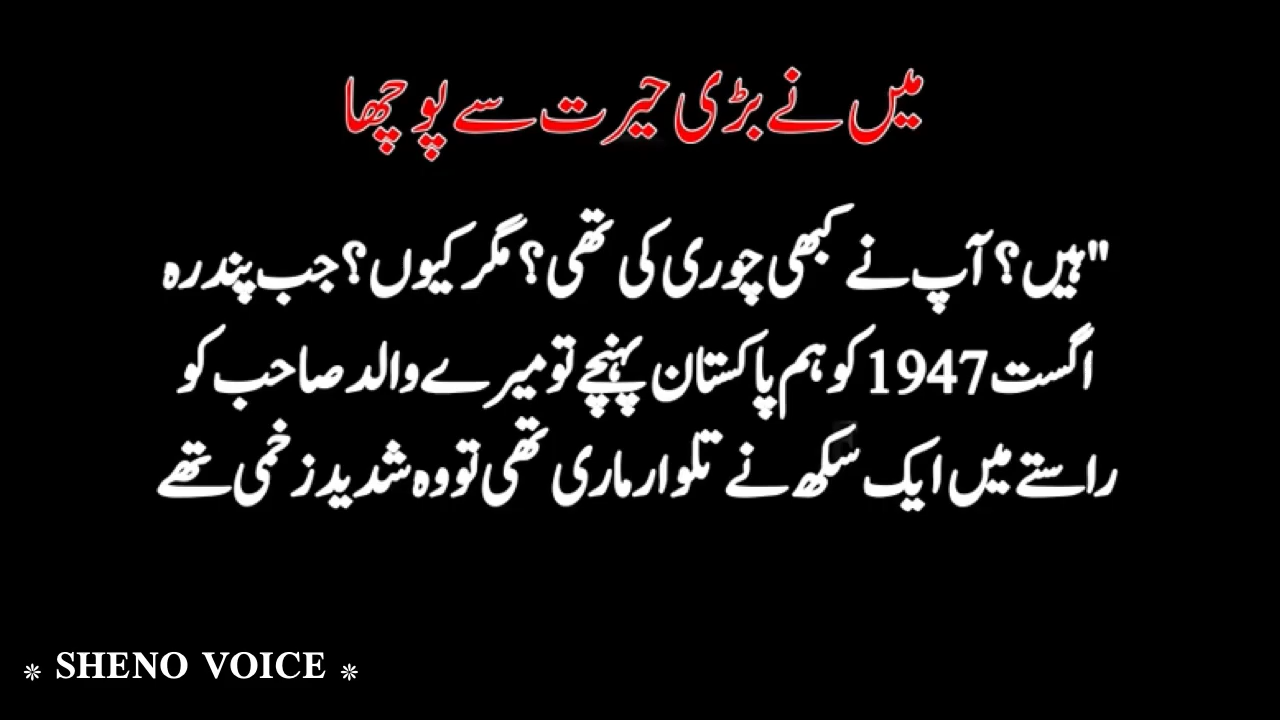 میں نے بڑی حیرت سے پوچھا
"ہیں؟ آپ نے کبھی چوری کی تھی؟ مگر کیوں؟ جب پندرہ
اگست 1947 کو ہم پاکستان پہنچے تو میرے والد صاحب کو
راستے میں ایک سکھ نے تلوار ماری تھی تو وہ شدید زخمی تھے
❊ SHENO VOICE ❊